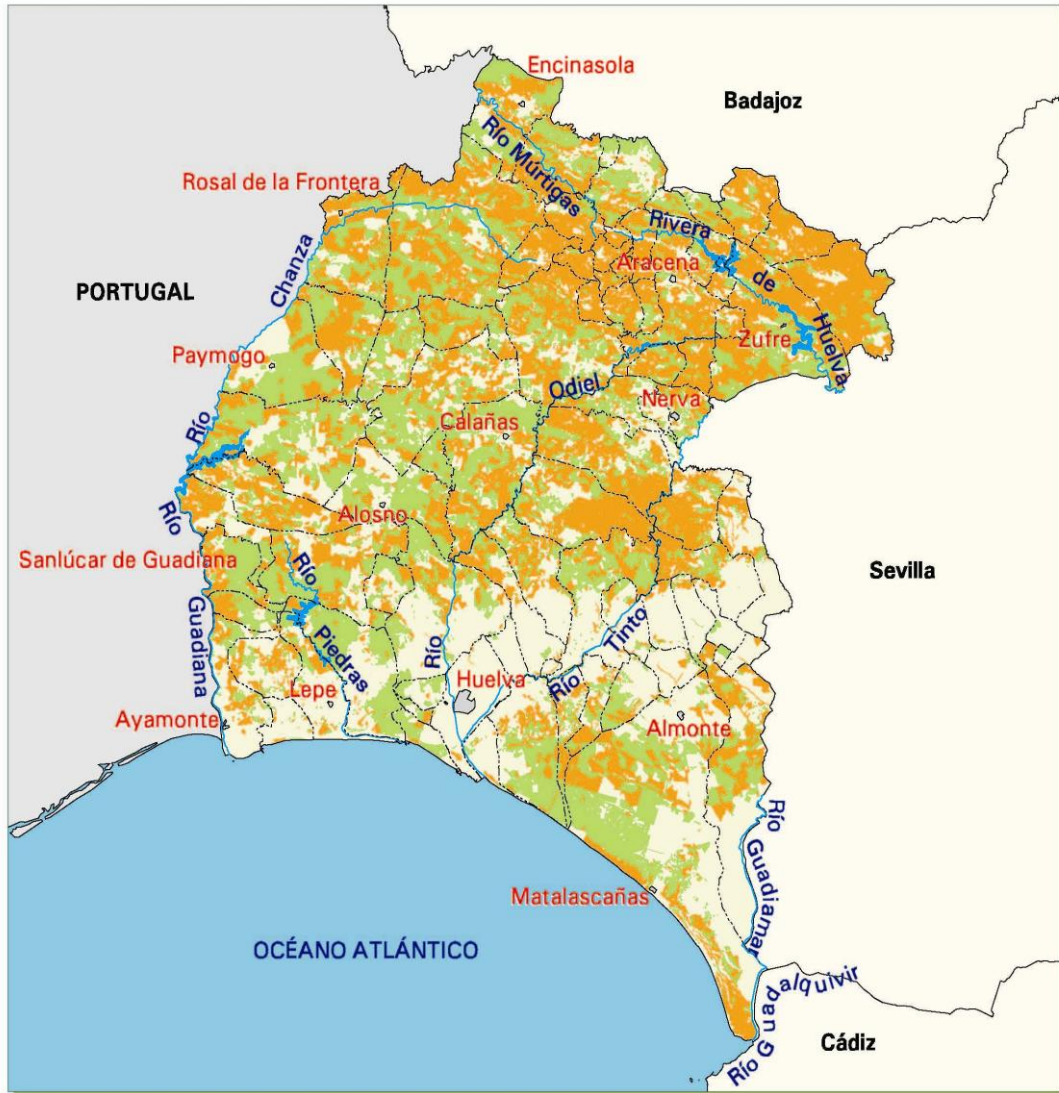 Encinasola
Badajoz
Río Múrtigas
Rosal de la Frontera
Rivera de Huelva
Aracena
Río Chanza
PORTUGAL
Zufre
Paymogo
Río Odiel
Nerva
Calañas
Alosno
Río Guadiana
Sanlúcar de Guadiana
Río Piedras
Sevilla
Río Tinto
Huelva
Lepe
Ayamonte
Almonte
Río Guadiamar
Matalascañas
OCÉANO ATLÁNTICO
Río Guadalquivir
Cádiz